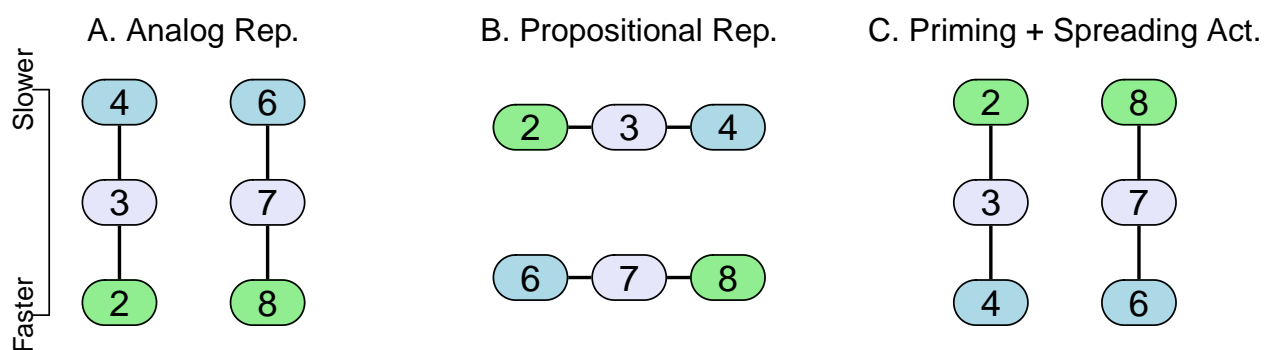 A. Analog Rep.
B. Propositional Rep.
C. Priming + Spreading Act.
Slower
Faster
4 6
3 7
2 8
2 3 4
6 7 8
2 8
3 7
4 6